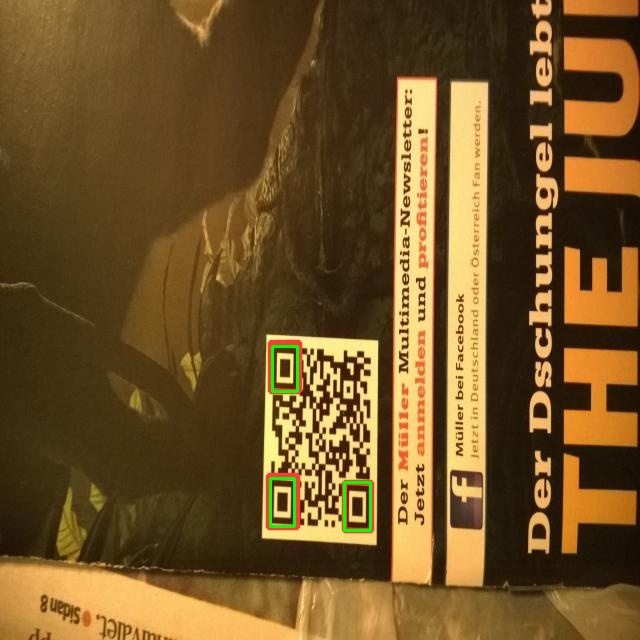 Der Müller Multimedia-Newsletter:
Jetzt anmelden und profitieren!
Müller bei Facebook
Jetzt in Deutschland oder Österreich Fan werden.
f
Der Dschungel lebt
THE JU
Sidan 8